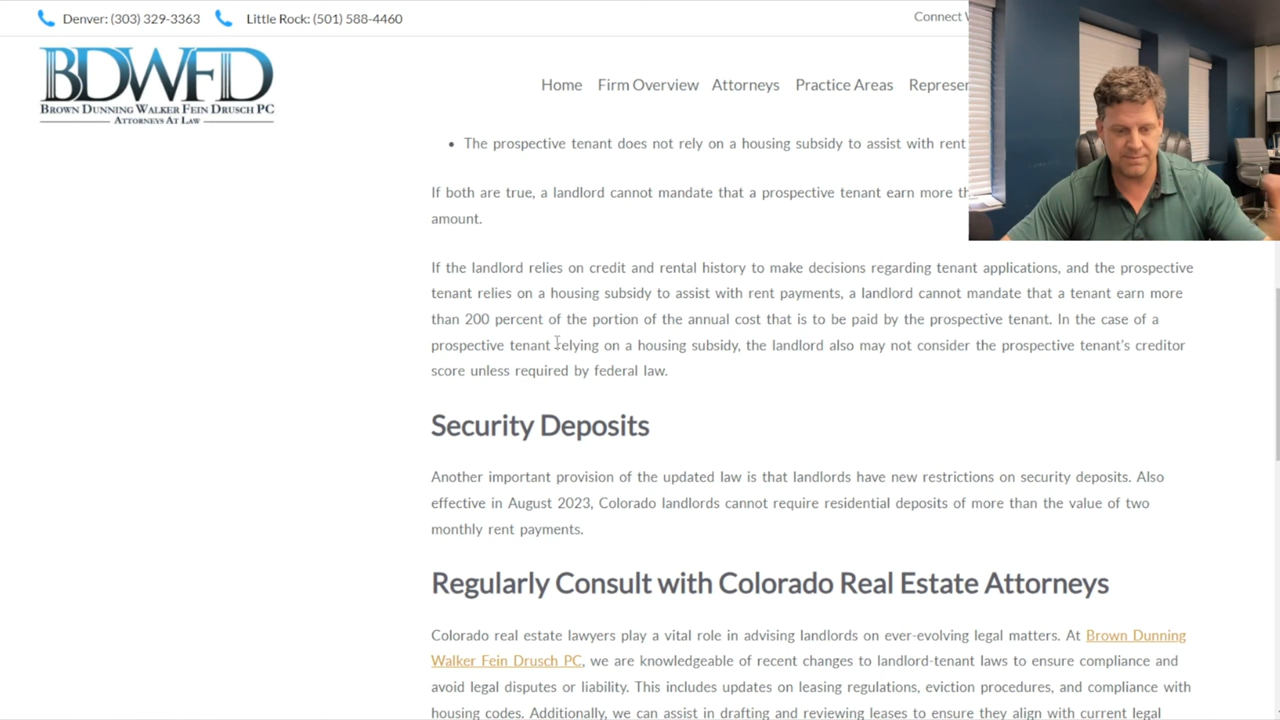 Denver: (303) 329-3363 Little Rock: (501) 588-4460
Connect
BDWFD
BROWN DUNNING WALKER FEIN DRUSCH PC
ATTORNEYS AT LAW
Home Firm Overview Attorneys Practice Areas
• The prospective tenant does not rely on a housing subsidy to assist with rent
If both are true, a landlord cannot mandate that a prospective tenant earn more
amount.
If the landlord relies on credit and rental history to make decisions regarding tenant applications, and the prospective
tenant relies on a housing subsidy to assist with rent payments, a landlord cannot mandate that a tenant earn more
than 200 percent of the portion of the annual cost that is to be paid by the prospective tenant. In the case of a
prospective tenant relying on a housing subsidy, the landlord also may not consider the prospective tenant's creditor
score unless required by federal law.
Security Deposits
Another important provision of the updated law is that landlords have new restrictions on security deposits. Also
effective in August 2023, Colorado landlords cannot require residential deposits of more than the value of two
monthly rent payments.
Regularly Consult with Colorado Real Estate Attorneys
Colorado real estate lawyers play a vital role in advising landlords on ever-evolving legal matters. At Brown Dunning
Walker Fein Drusch PC, we are knowledgeable of recent changes to landlord-tenant laws to ensure compliance and
avoid legal disputes or liability. This includes updates on leasing regulations, eviction procedures, and compliance with
housing codes. Additionally, we can assist in drafting and reviewing leases to ensure they align with current legal